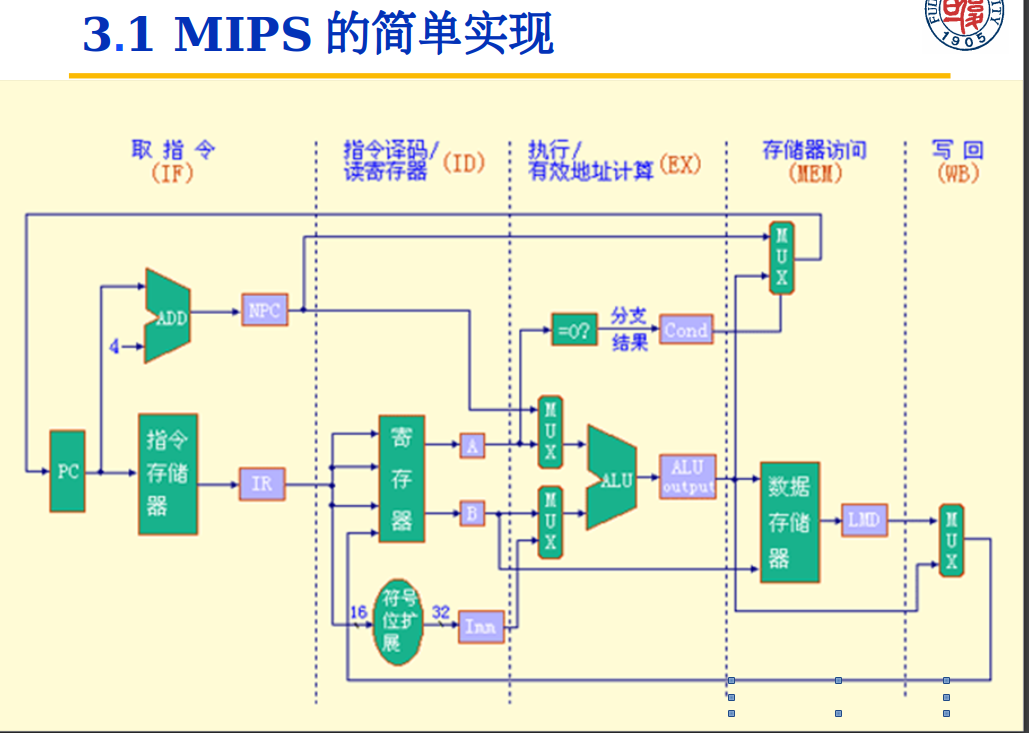 3.1 MIPS 的简单实现
1905
取 指 令
(IF)
指令译码/
读寄存器
(ID)
执行/
有效地址计算
(EX)
存储器访问
(MEM)
写 回
(WB)
MUX
ADD
NPC
4
=0?
分支
结果
Cond
PC
指令
存储
器
IR
寄
存
器
A
B
MUX
MUX
ALU
ALU
output
数据
存储
器
LMD
MUX
16
符号
位扩
展
32
Imm